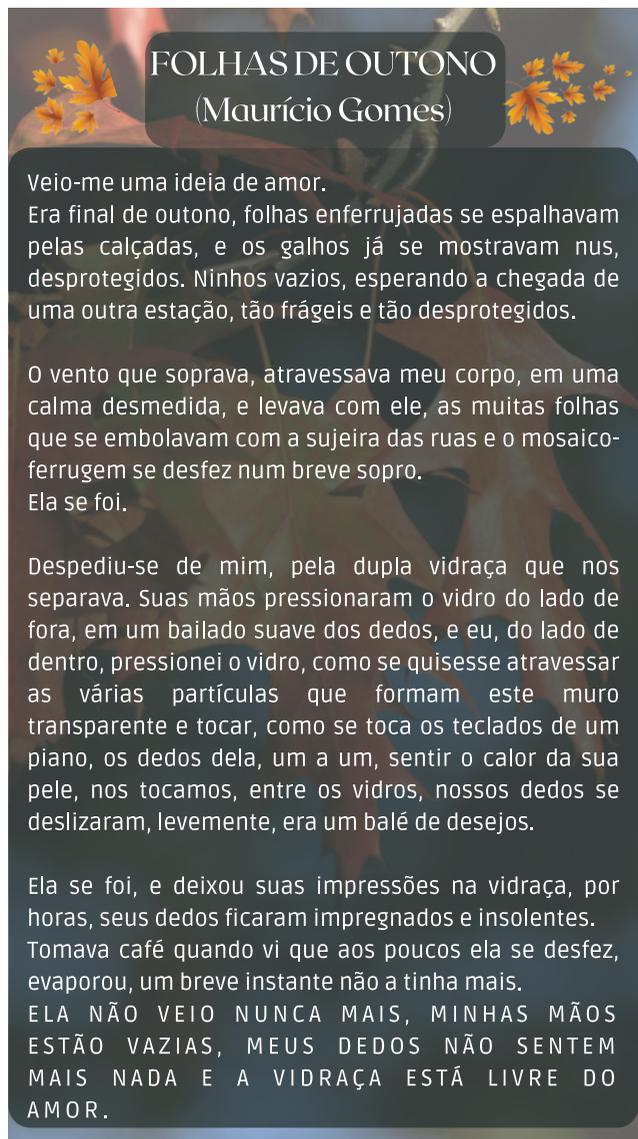 FOLHAS DE OUTONO
(Maurício Gomes)
Veio-me uma ideia de amor.
Era final de outono, folhas enferrujadas se espalhavam
pelas calçadas, e os galhos já se mostravam nus,
desprotegidos. Ninhos vazios, esperando a chegada de
uma outra estação, tão frágeis e tão desprotegidos.
O vento que soprava, atravessava meu corpo, em uma
calma desmedida, e levava com ele, as muitas folhas
que se embolavam com a sujeira das ruas e o mosaico-
ferrugem se desfez num breve sopro.
Ela se foi.
Despediu-se de mim, pela dupla vidraça que nos
separava. Suas mãos pressionaram o vidro do lado de
fora, em um bailado suave dos dedos, e eu, do lado de
dentro, pressionei o vidro, como se quisesse atravessar
as várias partículas que formam este muro
transparente e tocar, como se toca os teclados de um
piano, os dedos dela, um a um, sentir o calor da sua
pele, nos tocamos, entre os vidros, nossos dedos se
deslizaram, levemente, era um balé de desejos.
Ela se foi, e deixou suas impressões na vidraça, por
horas, seus dedos ficaram impregnados e insolentes.
Tomava café quando vi que aos poucos ela se desfez,
evaporou, um breve instante não a tinha mais.
ELA NÃO VEIO NUNCA MAIS, MINHAS MÃOS
ESTÃO VAZIAS, MEUS DEDOS NÃO SENTEM
MAIS NADA E A VIDRAÇA ESTÁ LIVRE DO
AMOR.